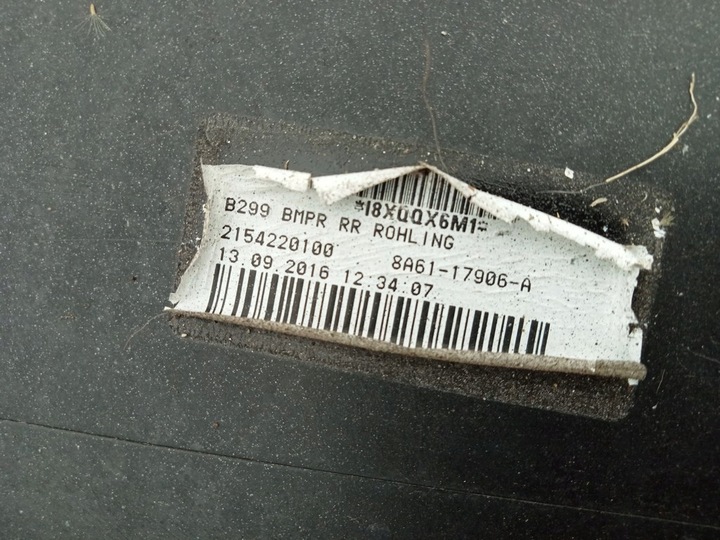 *I8XQQX6M1*
B299 BMPR RR ROHLING
2154220100 8A61-17906-A
13.09.2016 12.34.07